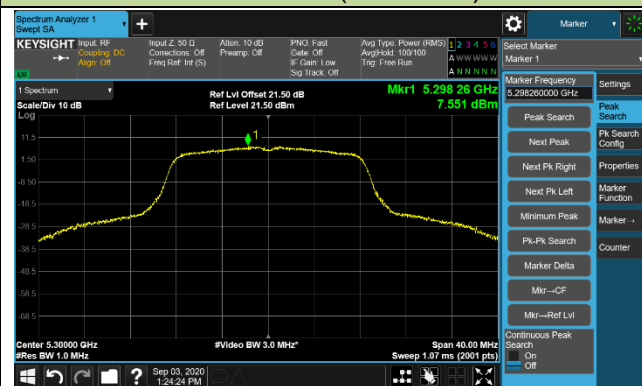 Spectrum Analyzer 1
Swept SA
+
Marker
KEYSIGHT
Input: RF
Coupling: DC
Align: Off
Input Z: 50 Ω
Corrections: Off
Freq Ref: Int (S)
Atten: 10 dB
Preamp: Off
PNO: Fast
Gate: Off
IF Gain: Low
Sig Track: Off
Avg Type: Power (RMS)
Avg|Hold: 100/100
Trig: Free Run
1 2 3 4 5 6
A W W W W W
A N N N N N
Select Marker
Marker 1
1 Spectrum
Scale/Div 10 dB
Log
Ref Lvl Offset 21.50 dB
Ref Level 21.50 dBm
Mkr1 5.298 26 GHz
7.551 dBm
1
11.5
1.50
-8.50
-18.5
-28.5
-38.5
-48.5
-58.5
-68.5
Center 5.30000 GHz
#Res BW 1.0 MHz
#Video BW 3.0 MHz*
Span 40.00 MHz
Sweep 1.07 ms (2001 pts)
Marker Frequency
5.298260000 GHz
Peak Search
Next Peak
Next Pk Right
Next Pk Left
Minimum Peak
Pk-Pk Search
Marker Delta
Mkr→CF
Mkr→Ref Lvl
Continuous Peak
Search
On
Off
Settings
Peak
Search
Pk Search
Config
Properties
Marker
Function
Marker→
Counter
?
Sep 03, 2020
1:24:24 PM